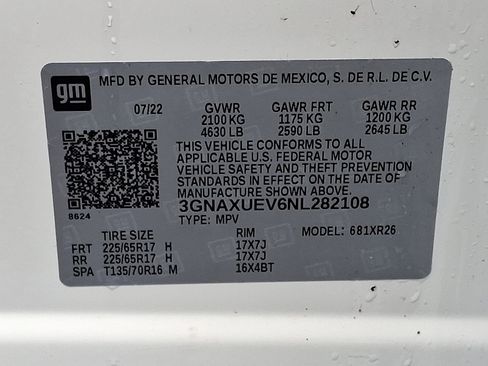 gm MFD BY GENERAL MOTORS DE MEXICO, S. DE R.L. DE C.V.
07/22 GVWR GAWR FRT GAWR RR
2100 KG 1175 KG 1200 KG
4630 LB 2590 LB 2645 LB
THIS VEHICLE CONFORMS TO ALL
APPLICABLE U.S. FEDERAL MOTOR
VEHICLE SAFETY AND THEFT PREVENTION
STANDARDS IN EFFECT ON THE DATE OF
MANUFACTURE SHOWN ABOVE.
8624 3GNAXUEV6NL282108
TYPE: MPV
TIRE SIZE RIM MODEL: 681XR26
FRT 225/65R17 H 17X7J
RR 225/65R17 H 17X7J
SPA T135/70R16 M 16X4BT